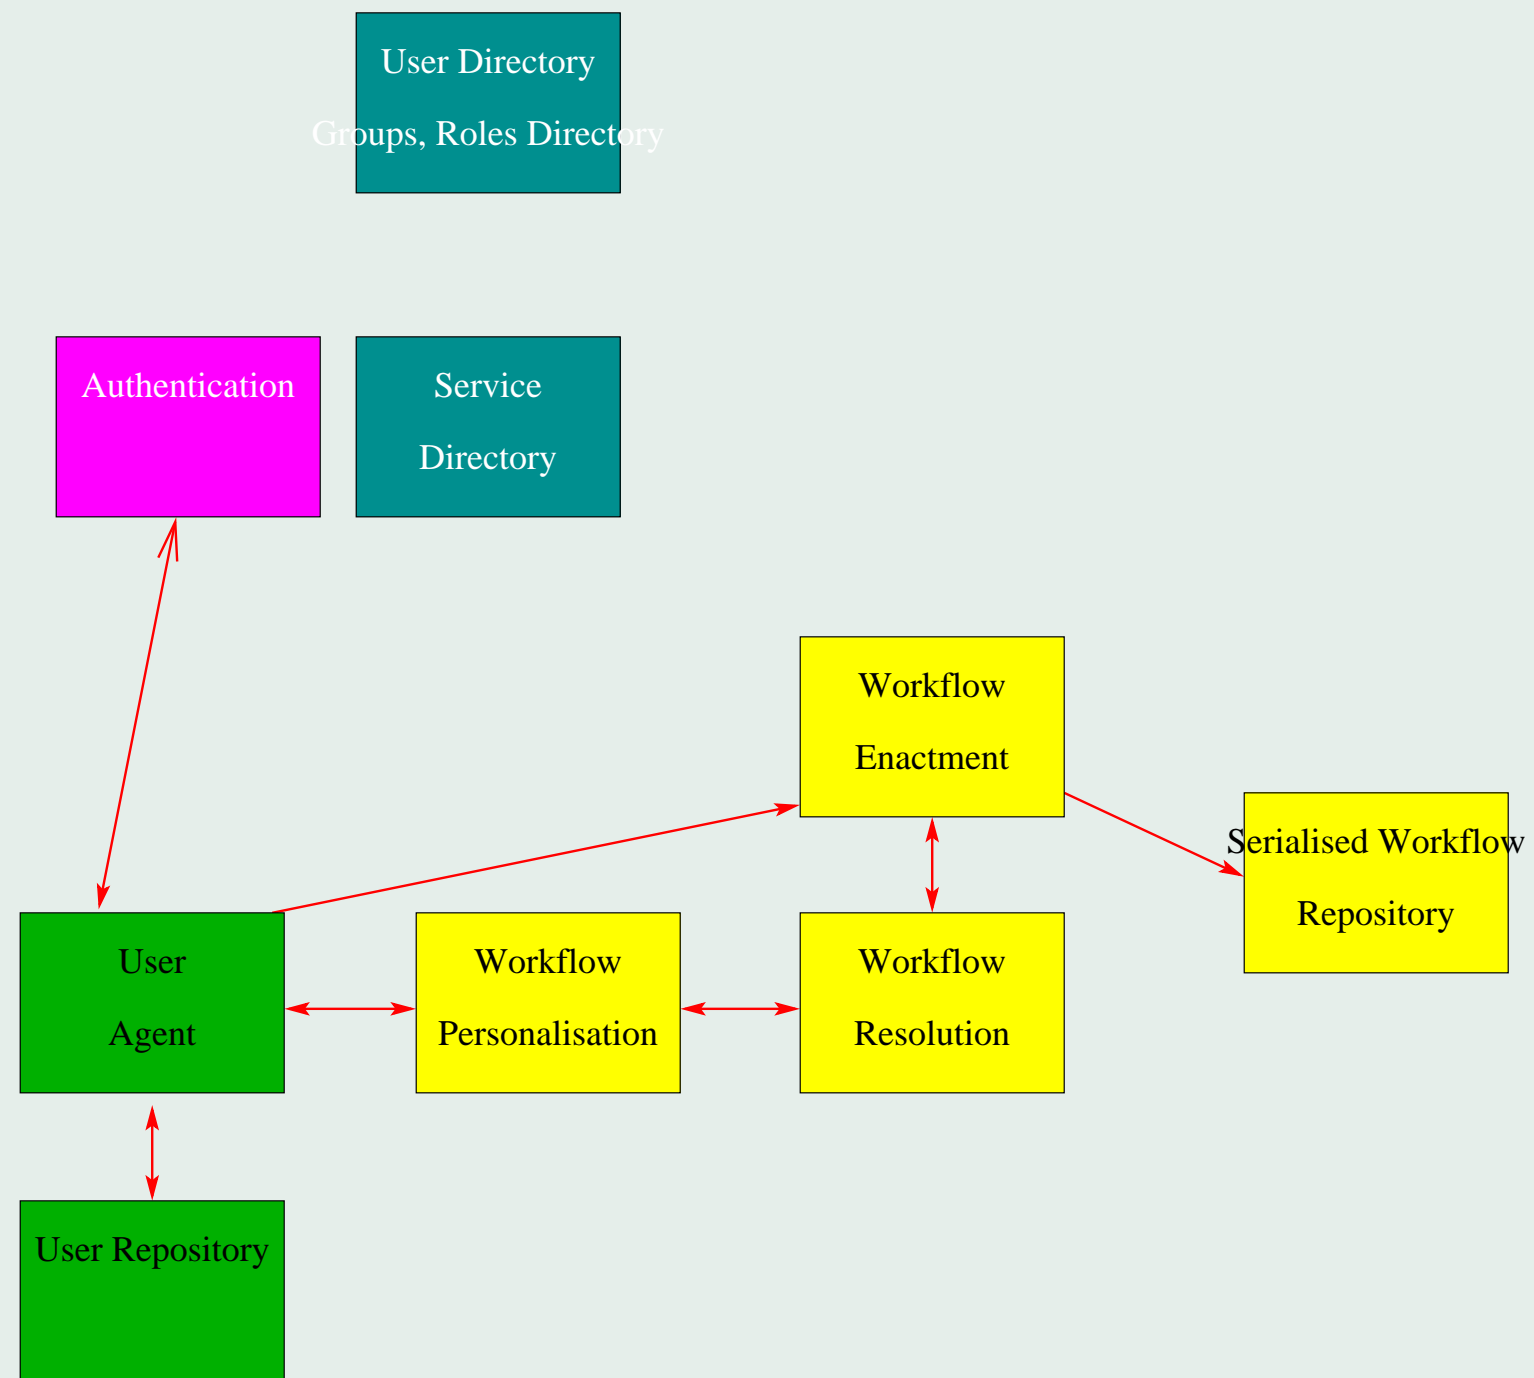 User Directory
Groups, Roles Directory
Authentication
Service
Directory
Workflow
Enactment
Serialised Workflow
Repository
User
Agent
Workflow
Personalisation
Workflow
Resolution
User Repository